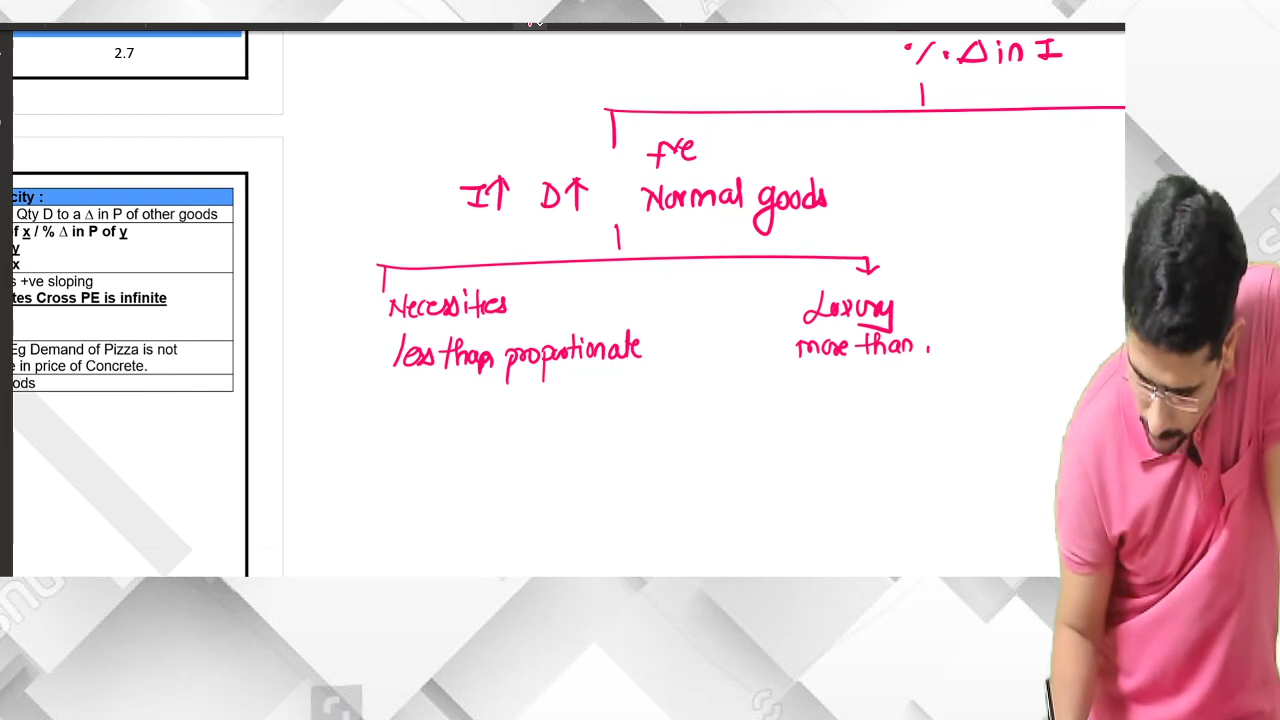 2.7
city :
Qty D to a Δ in P of other goods
f x / % Δ in P of y
y
x
s +ve sloping
tes Cross PE is infinite
Eg Demand of Pizza is not
e in price of Concrete.
ods
% Δ in I
+ve
I↑ D↑ Normal goods
Necessities
less than proportionate
Luxury
more than